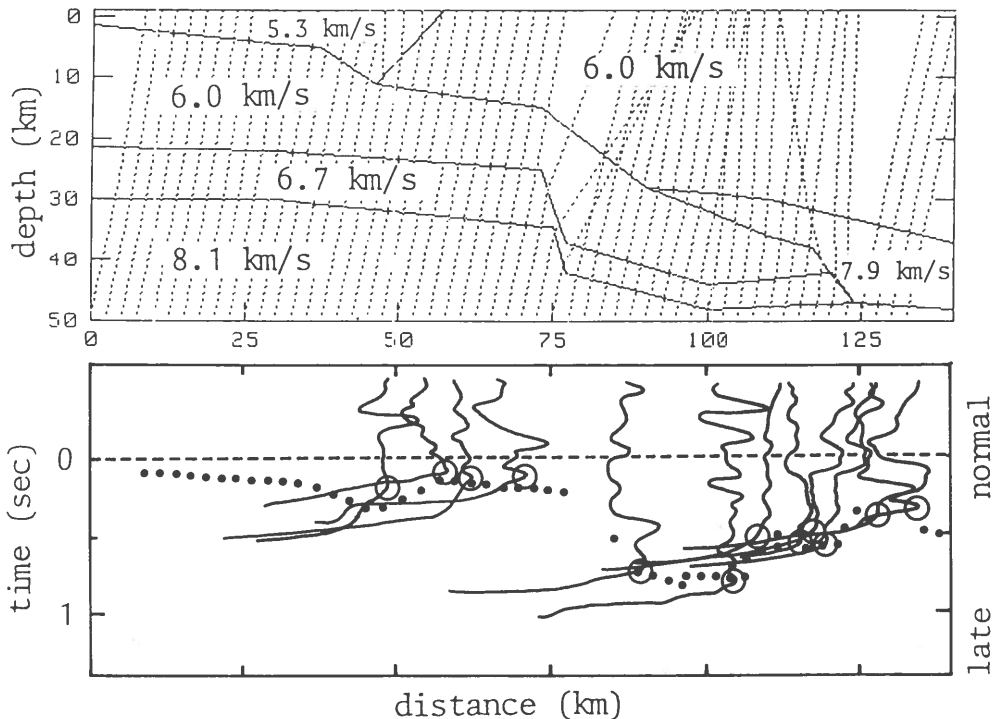 0
10
20
30
40
50
depth (km)
5.3 km/s
6.0 km/s
6.0 km/s
6.7 km/s
8.1 km/s
7.9 km/s
0
25
50
75
100
125
0
1
time (sec)
normal
late
distance (km)